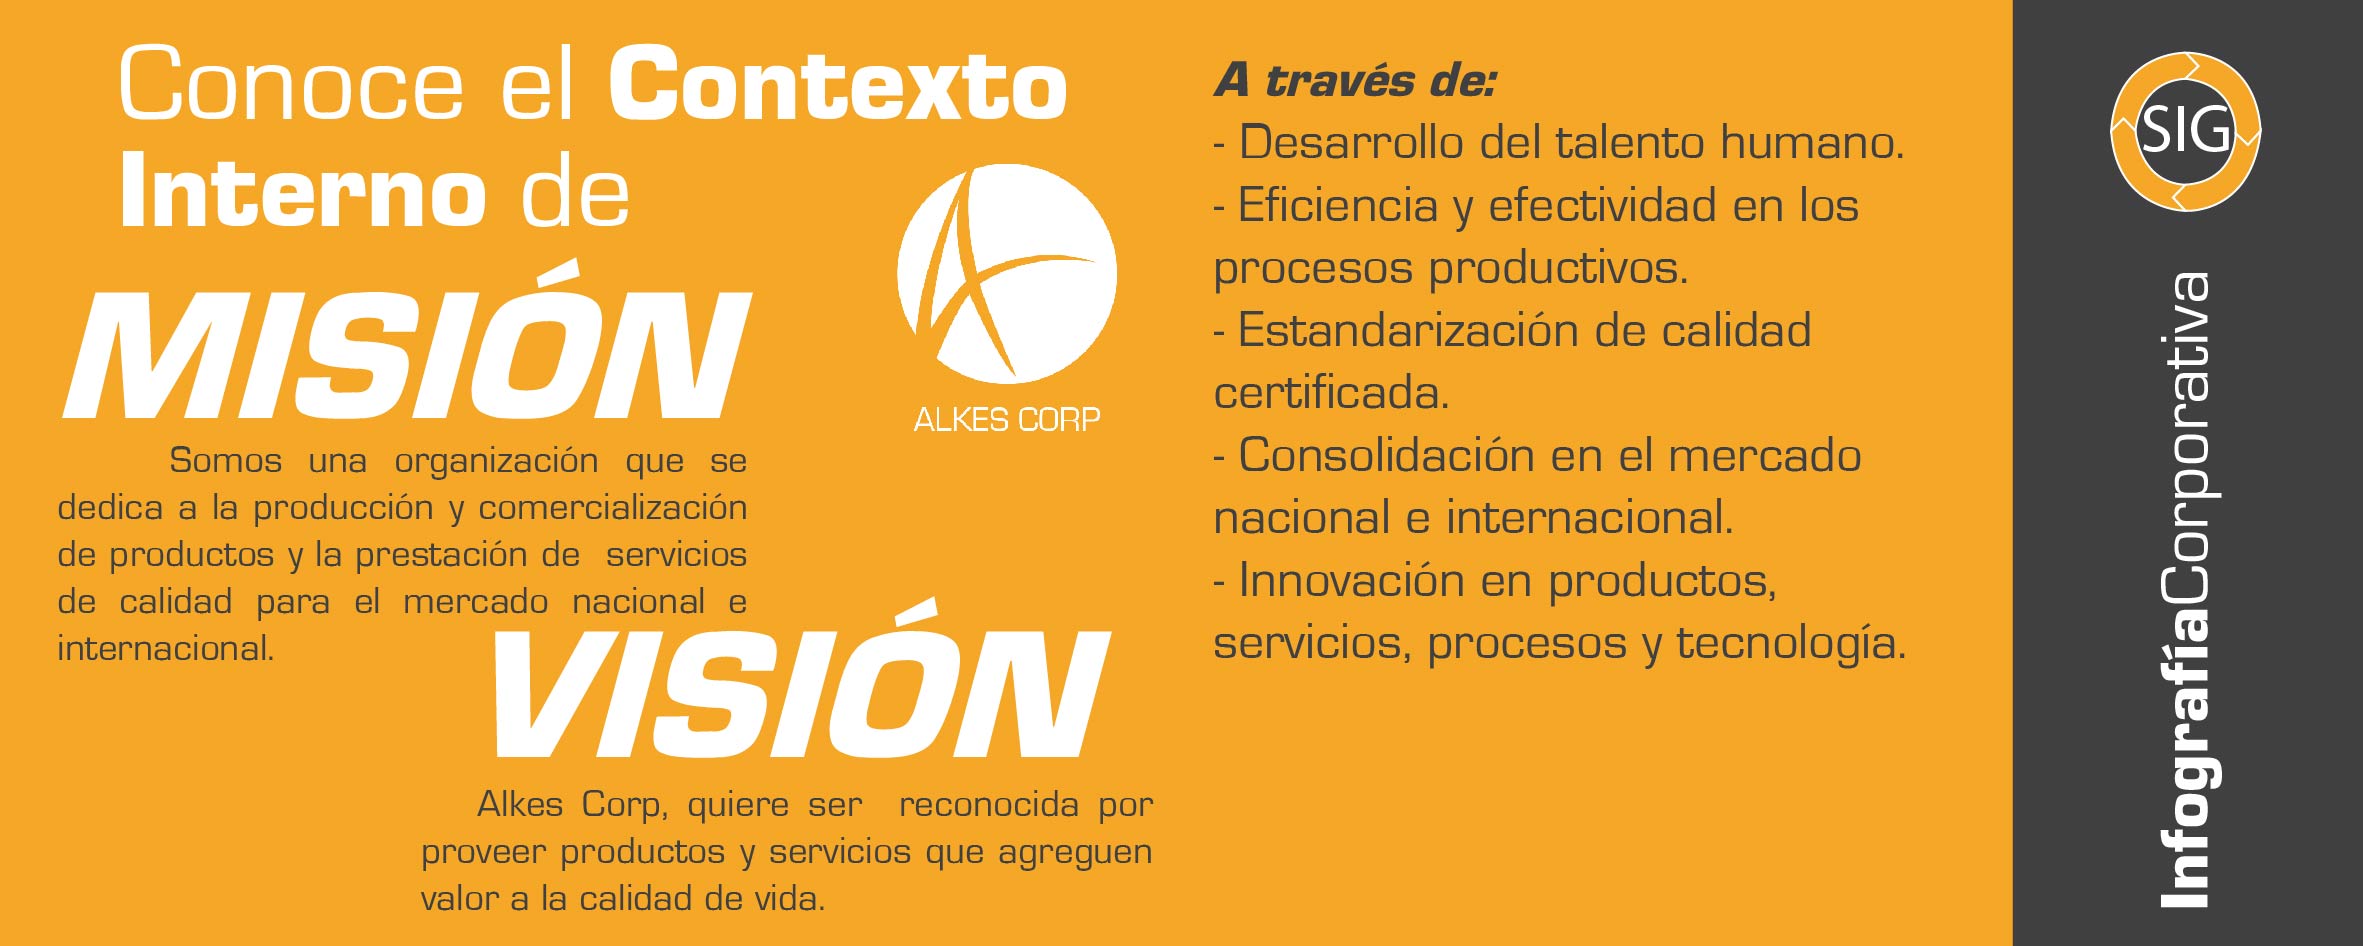 Conoce el Contexto
Interno de
ALKES CORP
MISIÓN
Somos una organización que se
dedica a la producción y comercialización
de productos y la prestación de servicios
de calidad para el mercado nacional e
internacional.
VISIÓN
Alkes Corp, quiere ser reconocida por
proveer productos y servicios que agreguen
valor a la calidad de vida.
A través de:
- Desarrollo del talento humano.
- Eficiencia y efectividad en los
procesos productivos.
- Estandarización de calidad
certificada.
- Consolidación en el mercado
nacional e internacional.
- Innovación en productos,
servicios, procesos y tecnología.
SIG
InfografíaCorporativa